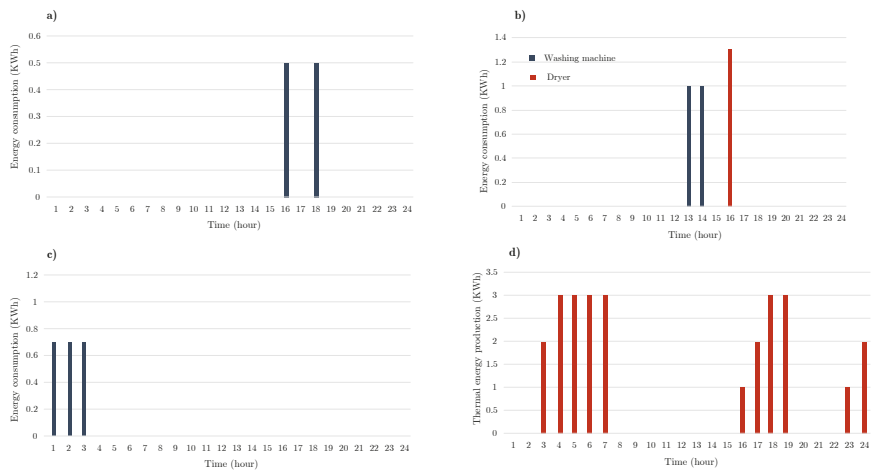 a)
Energy consumption (KWh)
0.6
0.5
0.4
0.3
0.2
0.1
0
1 2 3 4 5 6 7 8 9 10 11 12 13 14 15 16 18 19 20 21 22 23 24
Time (hour)
b)
Energy consumption (KWh)
1.4
1.2
1
0.8
0.6
0.4
0.2
0
Washing machine
Dryer
1 2 3 4 5 6 7 8 9 10 11 12 13 14 15 16 17 18 19 20 21 22 23 24
Time (hour)
c)
Energy consumption (KWh)
1.2
1
0.8
0.6
0.4
0.2
0
1 2 3 4 5 6 7 8 9 10 11 12 13 14 15 16 17 18 19 20 21 22 23 24
Time (hour)
d)
Thermal energy production (KWh)
3.5
3
2.5
2
1.5
1
0.5
0
1 2 3 4 5 6 7 8 9 10 11 12 13 14 15 16 17 18 19 20 21 22 23 24
Time (hour)